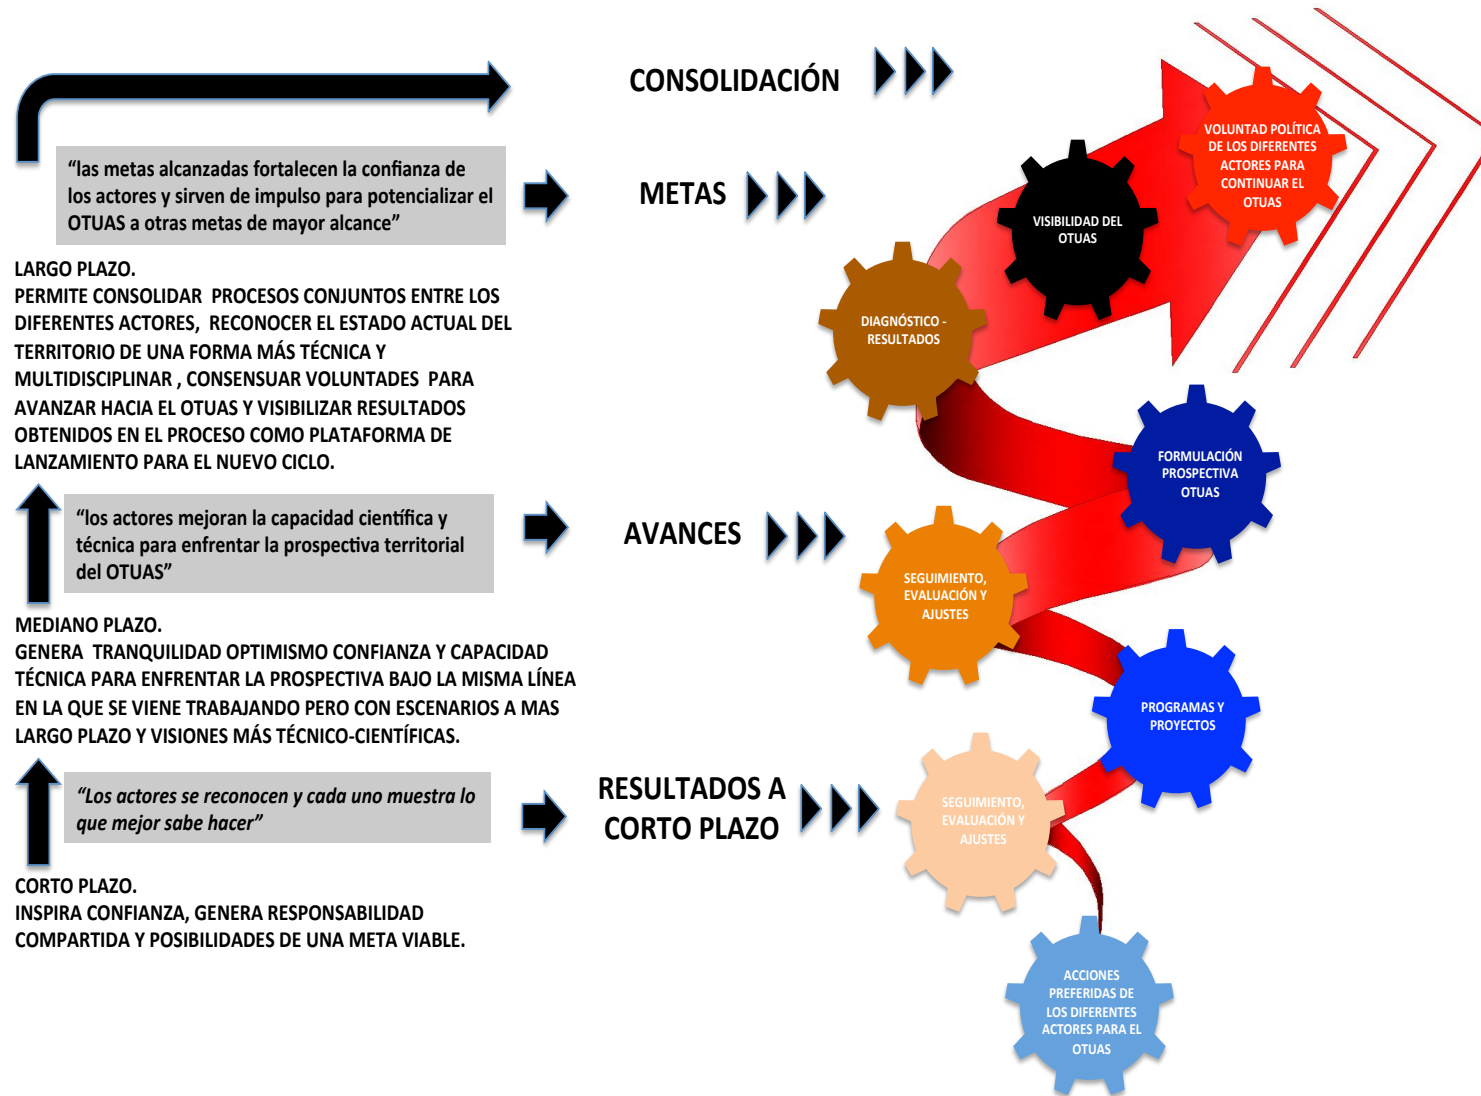 CONSOLIDACIÓN
“las metas alcanzadas fortalecen la confianza de
los actores y sirven de impulso para potencializar el
OTUAS a otras metas de mayor alcance”
METAS
LARGO PLAZO.
PERMITE CONSOLIDAR PROCESOS CONJUNTOS ENTRE LOS
DIFERENTES ACTORES, RECONOCER EL ESTADO ACTUAL DEL
TERRITORIO DE UNA FORMA MÁS TÉCNICA Y
MULTIDISCIPLINAR , CONSENSUAR VOLUNTADES PARA
AVANZAR HACIA EL OTUAS Y VISIBILIZAR RESULTADOS
OBTENIDOS EN EL PROCESO COMO PLATAFORMA DE
LANZAMIENTO PARA EL NUEVO CICLO.
“los actores mejoran la capacidad científica y
técnica para enfrentar la prospectiva territorial
del OTUAS”
AVANCES
MEDIANO PLAZO.
GENERA TRANQUILIDAD OPTIMISMO CONFIANZA Y CAPACIDAD
TÉCNICA PARA ENFRENTAR LA PROSPECTIVA BAJO LA MISMA LÍNEA
EN LA QUE SE VIENE TRABAJANDO PERO CON ESCENARIOS A MAS
LARGO PLAZO Y VISIONES MÁS TÉCNICO-CIENTÍFICAS.
“Los actores se reconocen y cada uno muestra lo
que mejor sabe hacer”
RESULTADOS A
CORTO PLAZO
CORTO PLAZO.
INSPIRA CONFIANZA, GENERA RESPONSABILIDAD
COMPARTIDA Y POSIBILIDADES DE UNA META VIABLE.
VOLUNTAD POLÍTICA
DE LOS DIFERENTES
ACTORES PARA
CONTINUAR EL
OTUAS
VISIBILIDAD DEL
OTUAS
DIAGNÓSTICO -
RESULTADOS
FORMULACIÓN
PROSPECTIVA
OTUAS
SEGUIMIENTO,
EVALUACIÓN Y
AJUSTES
PROGRAMAS Y
PROYECTOS
SEGUIMIENTO,
EVALUACIÓN Y
AJUSTES
ACCIONES
PREFERIDAS DE
LOS DIFERENTES
ACTORES PARA EL
OTUAS